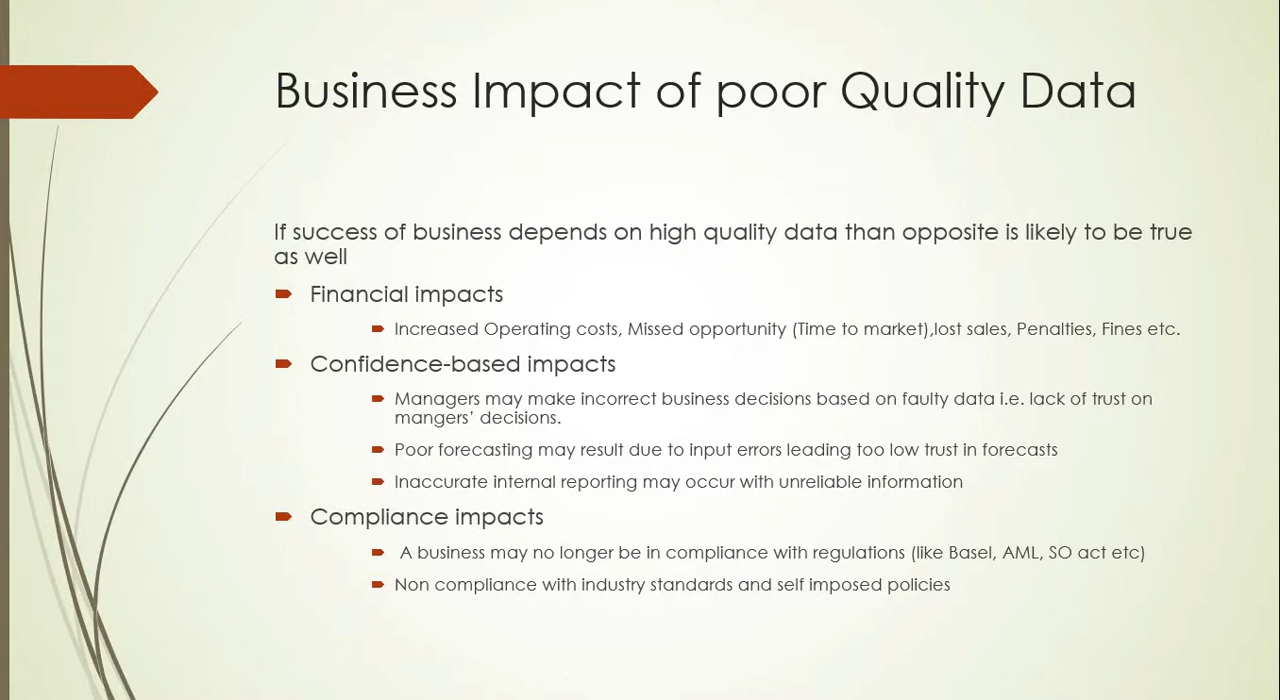 Business Impact of poor Quality Data
If success of business depends on high quality data than opposite is likely to be true
as well
Financial impacts
Increased Operating costs, Missed opportunity (Time to market),lost sales, Penalties, Fines etc.
Confidence-based impacts
Managers may make incorrect business decisions based on faulty data i.e. lack of trust on
mangers’ decisions.
Poor forecasting may result due to input errors leading too low trust in forecasts
Inaccurate internal reporting may occur with unreliable information
Compliance impacts
A business may no longer be in compliance with regulations (like Basel, AML, SO act etc)
Non compliance with industry standards and self imposed policies